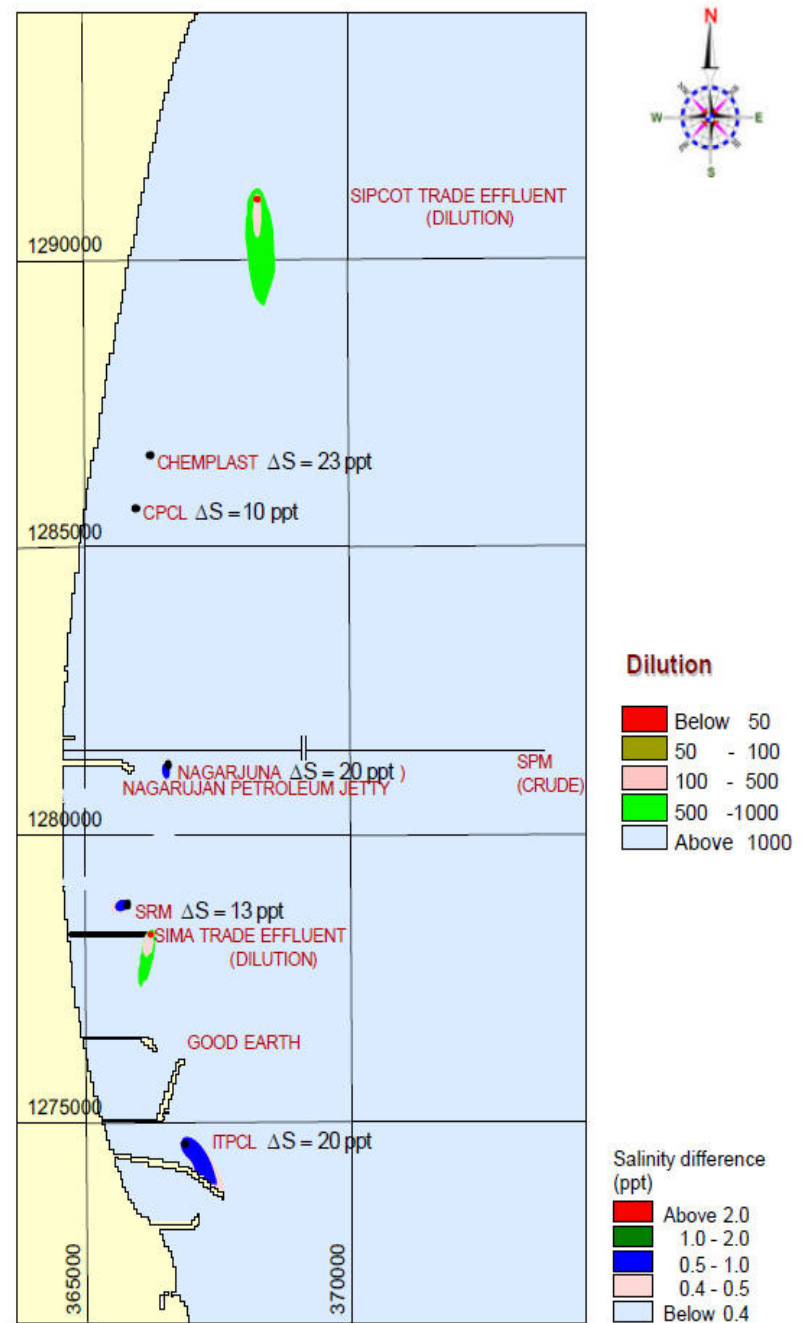 N
W
E
S
SIPCOT TRADE EFFLUENT
(DILUTION)
1290000
CHEMPLAST ΔS = 23 ppt
CPCL ΔS = 10 ppt
1285000
Dilution
Below 50
50 - 100
100 - 500
500 -1000
Above 1000
NAGARJUNA ΔS = 20 ppt )
NAGARUJAN PETROLEUM JETTY
SPM
(CRUDE)
1280000
SRM ΔS = 13 ppt
SIMA TRADE EFFLUENT
(DILUTION)
GOOD EARTH
1275000
ITPCL ΔS = 20 ppt
365000
370000
Salinity difference
(ppt)
Above 2.0
1.0 - 2.0
0.5 - 1.0
0.4 - 0.5
Below 0.4